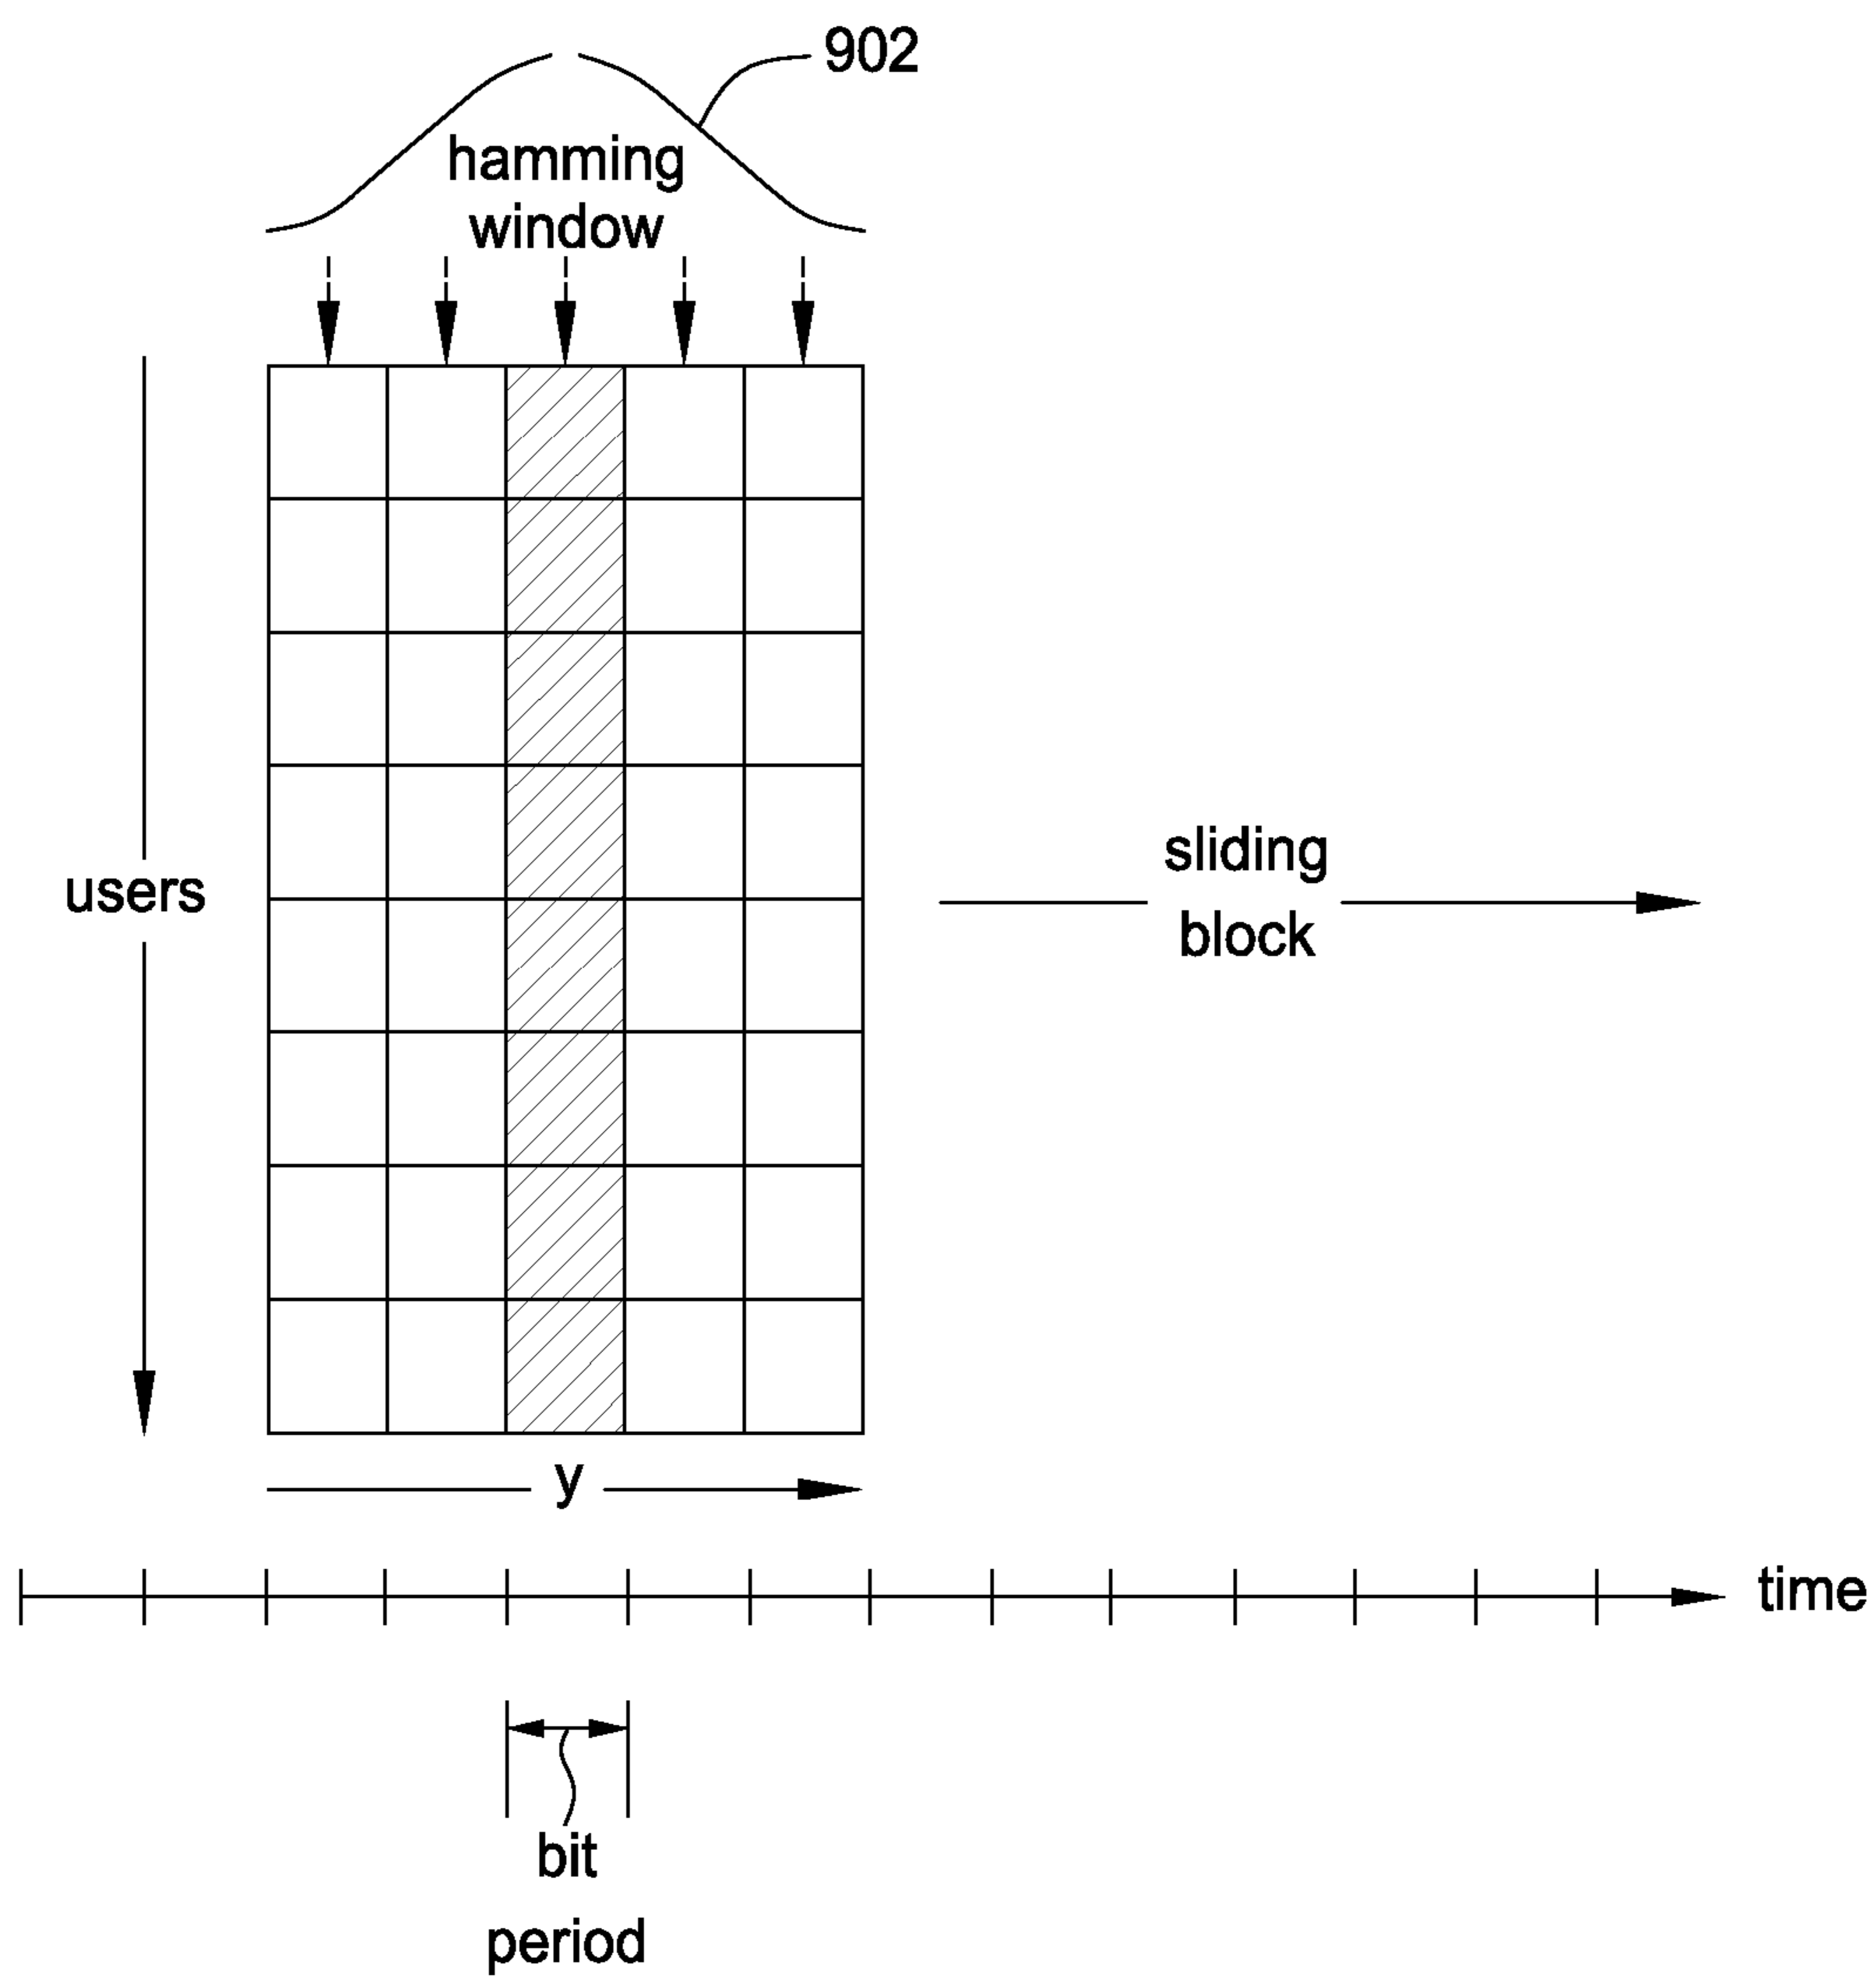 902
hamming
window
users
sliding
block
y
time
bit
period